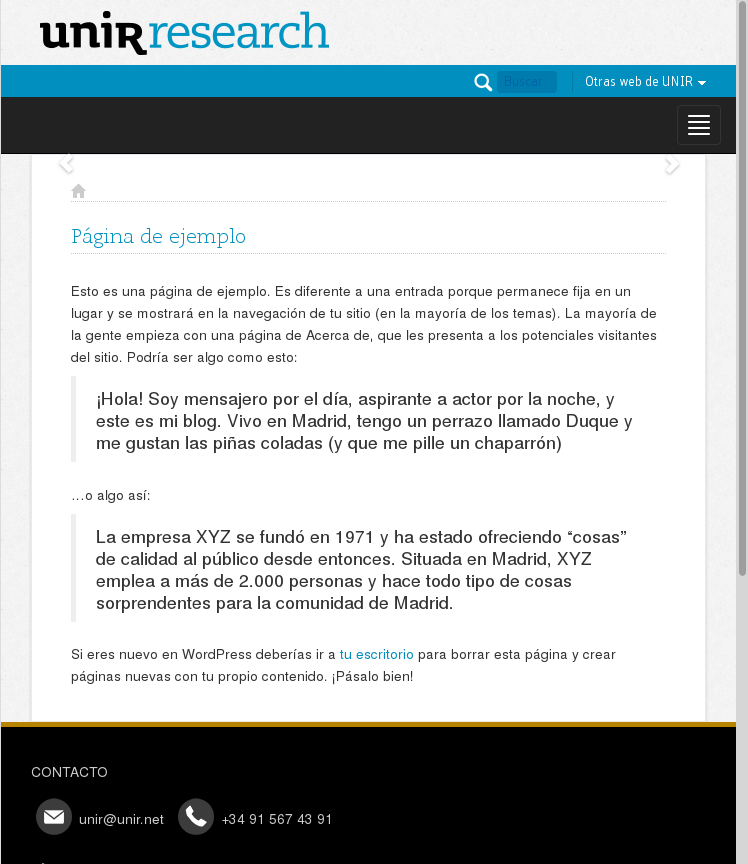 unirresearch
Buscar
Otras web de UNIR
Página de ejemplo
Esto es una página de ejemplo. Es diferente a una entrada porque permanece fija en un
lugar y se mostrará en la navegación de tu sitio (en la mayoría de los temas). La mayoría de
la gente empieza con una página de Acerca de, que les presenta a los potenciales visitantes
del sitio. Podría ser algo como esto:
¡Hola! Soy mensajero por el día, aspirante a actor por la noche, y
este es mi blog. Vivo en Madrid, tengo un perrazo llamado Duque y
me gustan las piñas coladas (y que me pille un chaparrón)
…o algo así:
La empresa XYZ se fundó en 1971 y ha estado ofreciendo “cosas”
de calidad al público desde entonces. Situada en Madrid, XYZ
emplea a más de 2.000 personas y hace todo tipo de cosas
sorprendentes para la comunidad de Madrid.
Si eres nuevo en WordPress deberías ir a tu escritorio para borrar esta página y crear
páginas nuevas con tu propio contenido. ¡Pásalo bien!
CONTACTO
unir@unir.net
+34 91 567 43 91